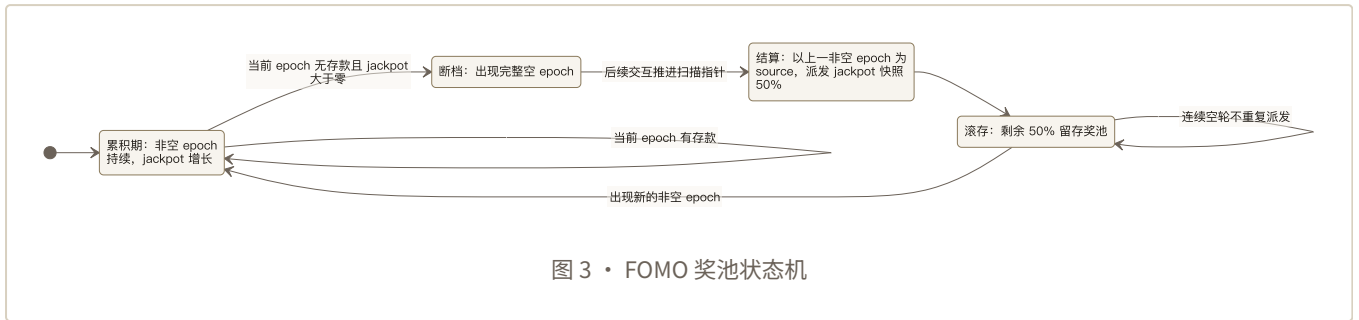 当前 epoch 无存款且 jackpot
大于零
断档：出现完整空 epoch
后续交互推进扫描指针
结算：以上一非空 epoch 为
source，派发 jackpot 快照
50%
累积期：非空 epoch
持续，jackpot 增长
当前 epoch 有存款
滚存：剩余 50% 留存奖池
连续空轮不重复派发
出现新的非空 epoch
图 3 · FOMO 奖池状态机